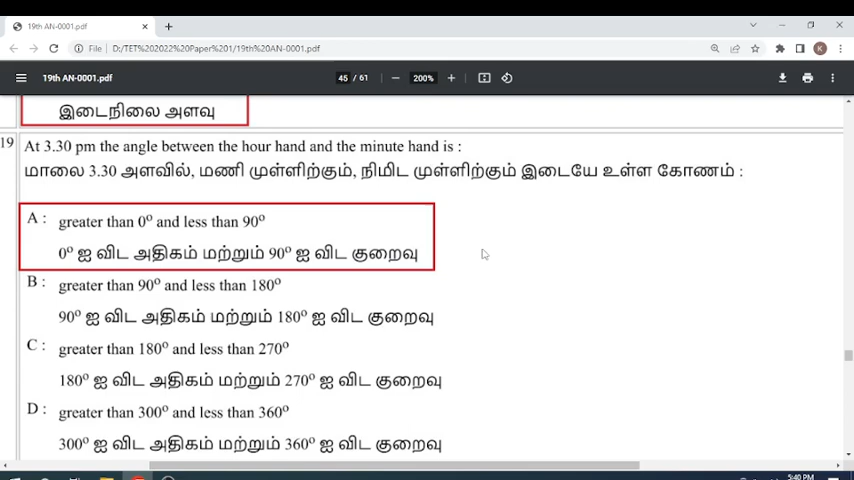 19th AN-0001.pdf
File | D:/TET%202022%20Paper%201/19th%20AN-0001.pdf
K
19th AN-0001.pdf 45 / 61 200%
இடைநிலை அளவு
19 At 3.30 pm the angle between the hour hand and the minute hand is :
மாலை 3.30 அளவில், மணி முள்ளிற்கும், நிமிட முள்ளிற்கும் இடையே உள்ள கோணம் :
A : greater than 0° and less than 90°
0° ஐ விட அதிகம் மற்றும் 90° ஐ விட குறைவு
B : greater than 90° and less than 180°
90° ஐ விட அதிகம் மற்றும் 180° ஐ விட குறைவு
C : greater than 180° and less than 270°
180° ஐ விட அதிகம் மற்றும் 270° ஐ விட குறைவு
D : greater than 300° and less than 360°
300° ஐ விட அதிகம் மற்றும் 360° ஐ விட குறைவு
5:40 PM